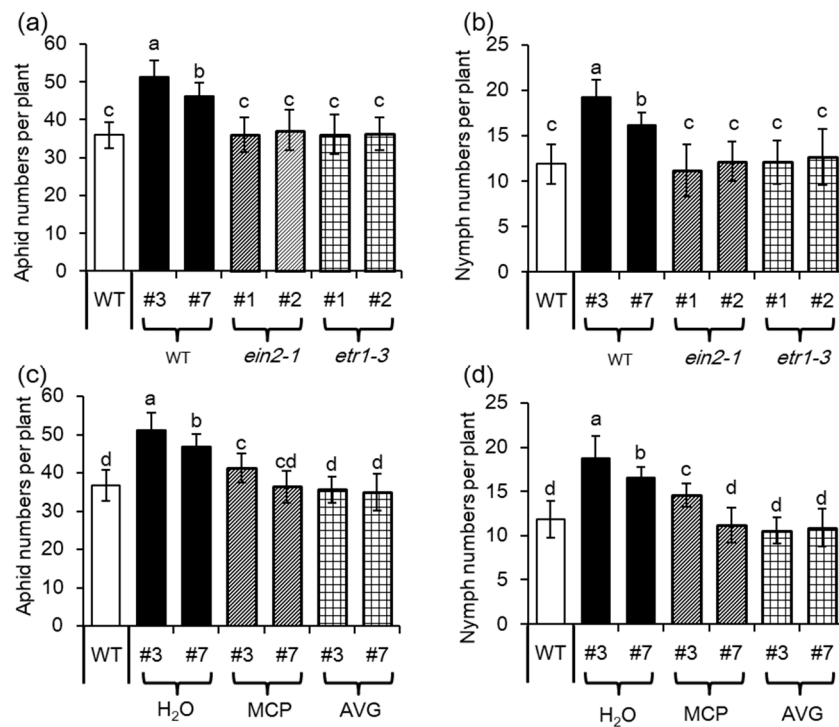 (a)
Aphid numbers per plant
60
50
40
30
20
10
0
c
a
b
c
c
c
c
WT
#3
#7
#1
#2
#1
#2
WT
ein2-1
etr1-3
(b)
Nymph numbers per plant
25
20
15
10
5
0
c
a
b
c
c
c
c
WT
#3
#7
#1
#2
#1
#2
WT
ein2-1
etr1-3
(c)
Aphid numbers per plant
60
50
40
30
20
10
0
d
a
b
c
cd
d
d
WT
#3
#7
#3
#7
#3
#7
H₂O
MCP
AVG
(d)
Nymph numbers per plant
25
20
15
10
5
0
d
a
b
c
d
d
d
WT
#3
#7
#3
#7
#3
#7
H₂O
MCP
AVG